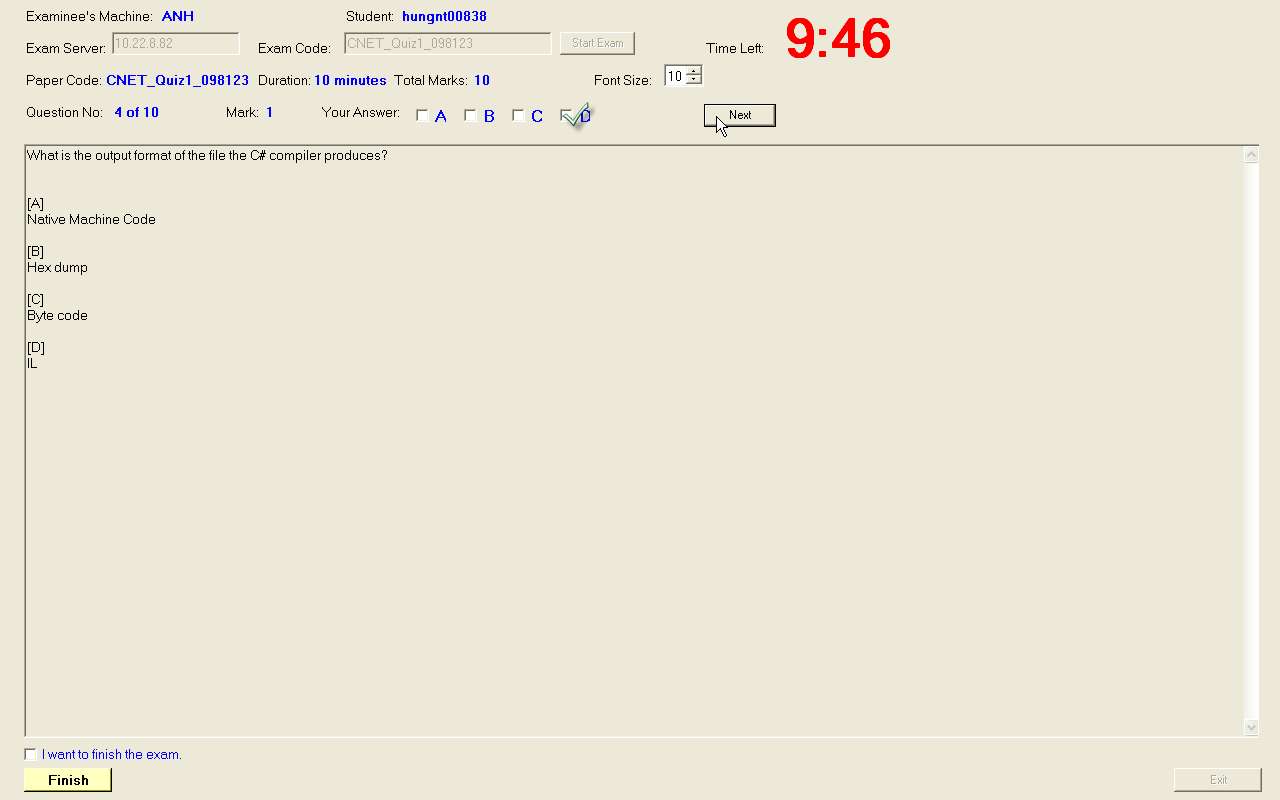 Examinee's Machine: ANH Student: hungnt00838
Exam Server: 10.22.8.82 Exam Code: CNET_Quiz1_098123 Start Exam Time Left: 9:46
Paper Code: CNET_Quiz1_098123 Duration: 10 minutes Total Marks: 10 Font Size: 10
Question No: 4 of 10 Mark: 1 Your Answer: A B C D Next
What is the output format of the file the C# compiler produces?
[A]
Native Machine Code
[B]
Hex dump
[C]
Byte code
[D]
IL
I want to finish the exam.
Finish Exit